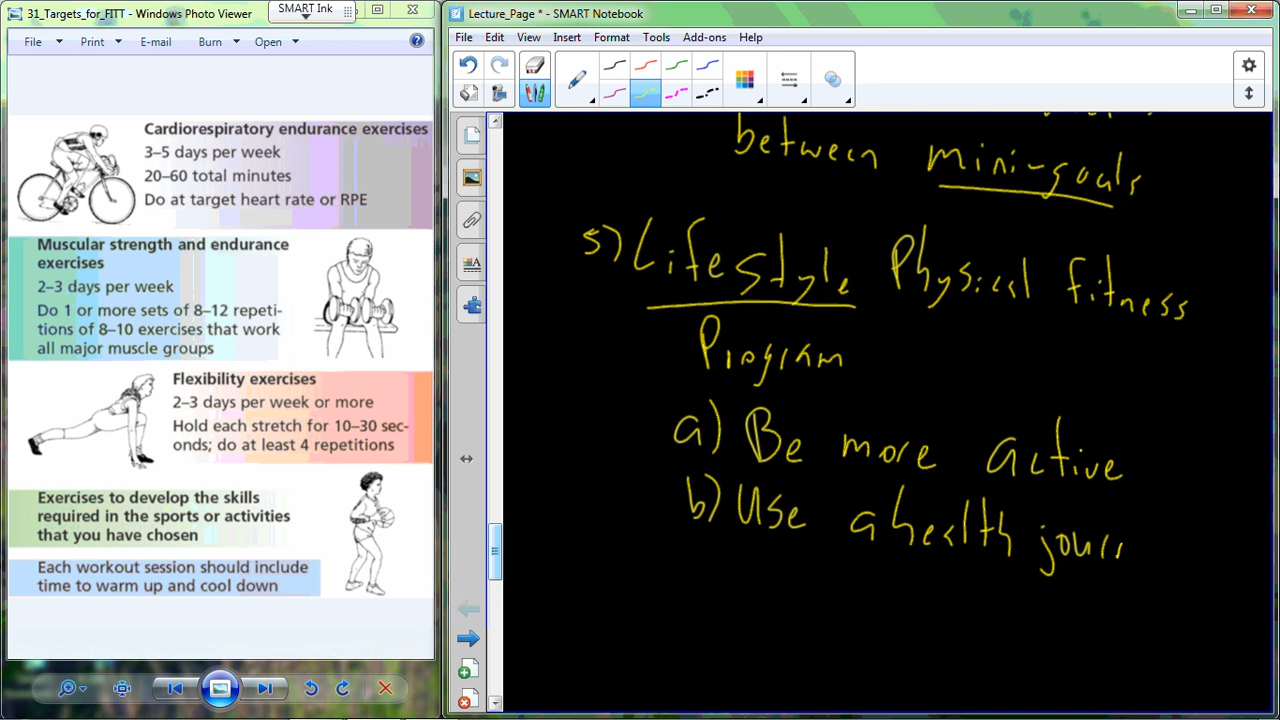 31_Targets_for_FITT - Windows Photo Viewer
SMART Ink
File Print E-mail Burn Open
Cardiorespiratory endurance exercises
3–5 days per week
20–60 total minutes
Do at target heart rate or RPE
Muscular strength and endurance
exercises
2–3 days per week
Do 1 or more sets of 8–12 repeti-
tions of 8–10 exercises that work
all major muscle groups
Flexibility exercises
2–3 days per week or more
Hold each stretch for 10–30 sec-
onds; do at least 4 repetitions
Exercises to develop the skills
required in the sports or activities
that you have chosen
Each workout session should include
time to warm up and cool down
Lecture_Page * - SMART Notebook
File Edit View Insert Format Tools Add-ons Help
between mini-goals
5) Lifestyle Physical fitness
Program
a) Be more active
b) Use a health jour